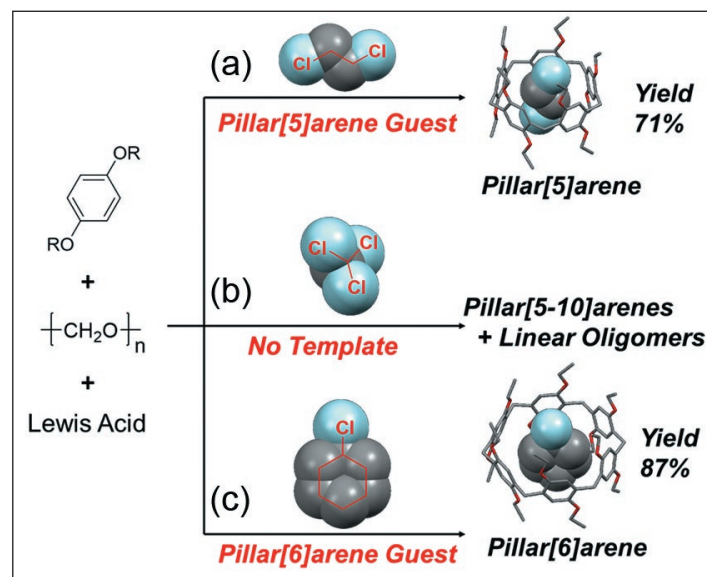 (a)
Cl
Cl
Pillar[5]arene Guest
Yield
71%
Pillar[5]arene
OR
RO
+
-(CH₂O)-n
+
Lewis Acid
(b)
Cl
Cl
Cl
No Template
Pillar[5-10]arenes
+ Linear Oligomers
(c)
Cl
Pillar[6]arene Guest
Yield
87%
Pillar[6]arene